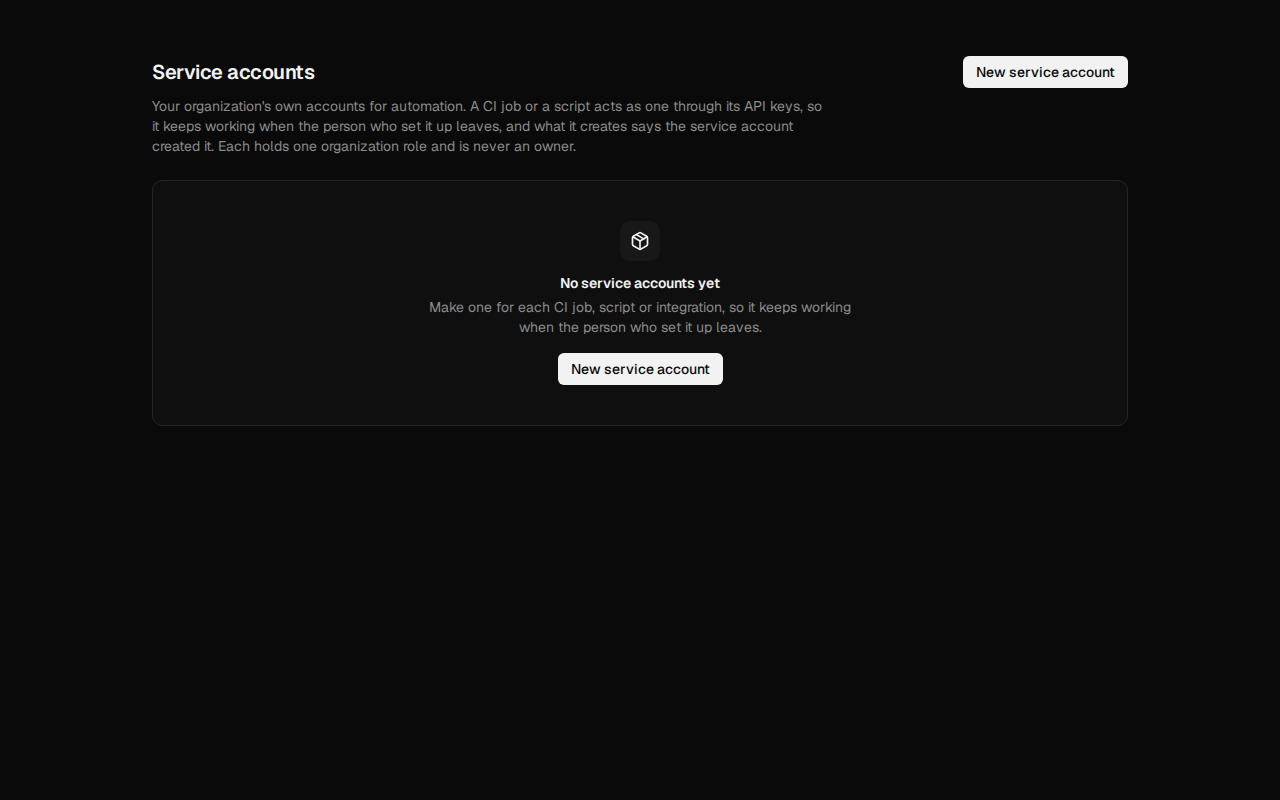 Service accounts
New service account
Your organization's own accounts for automation. A CI job or a script acts as one through its API keys, so
it keeps working when the person who set it up leaves, and what it creates says the service account
created it. Each holds one organization role and is never an owner.
No service accounts yet
Make one for each CI job, script or integration, so it keeps working
when the person who set it up leaves.
New service account